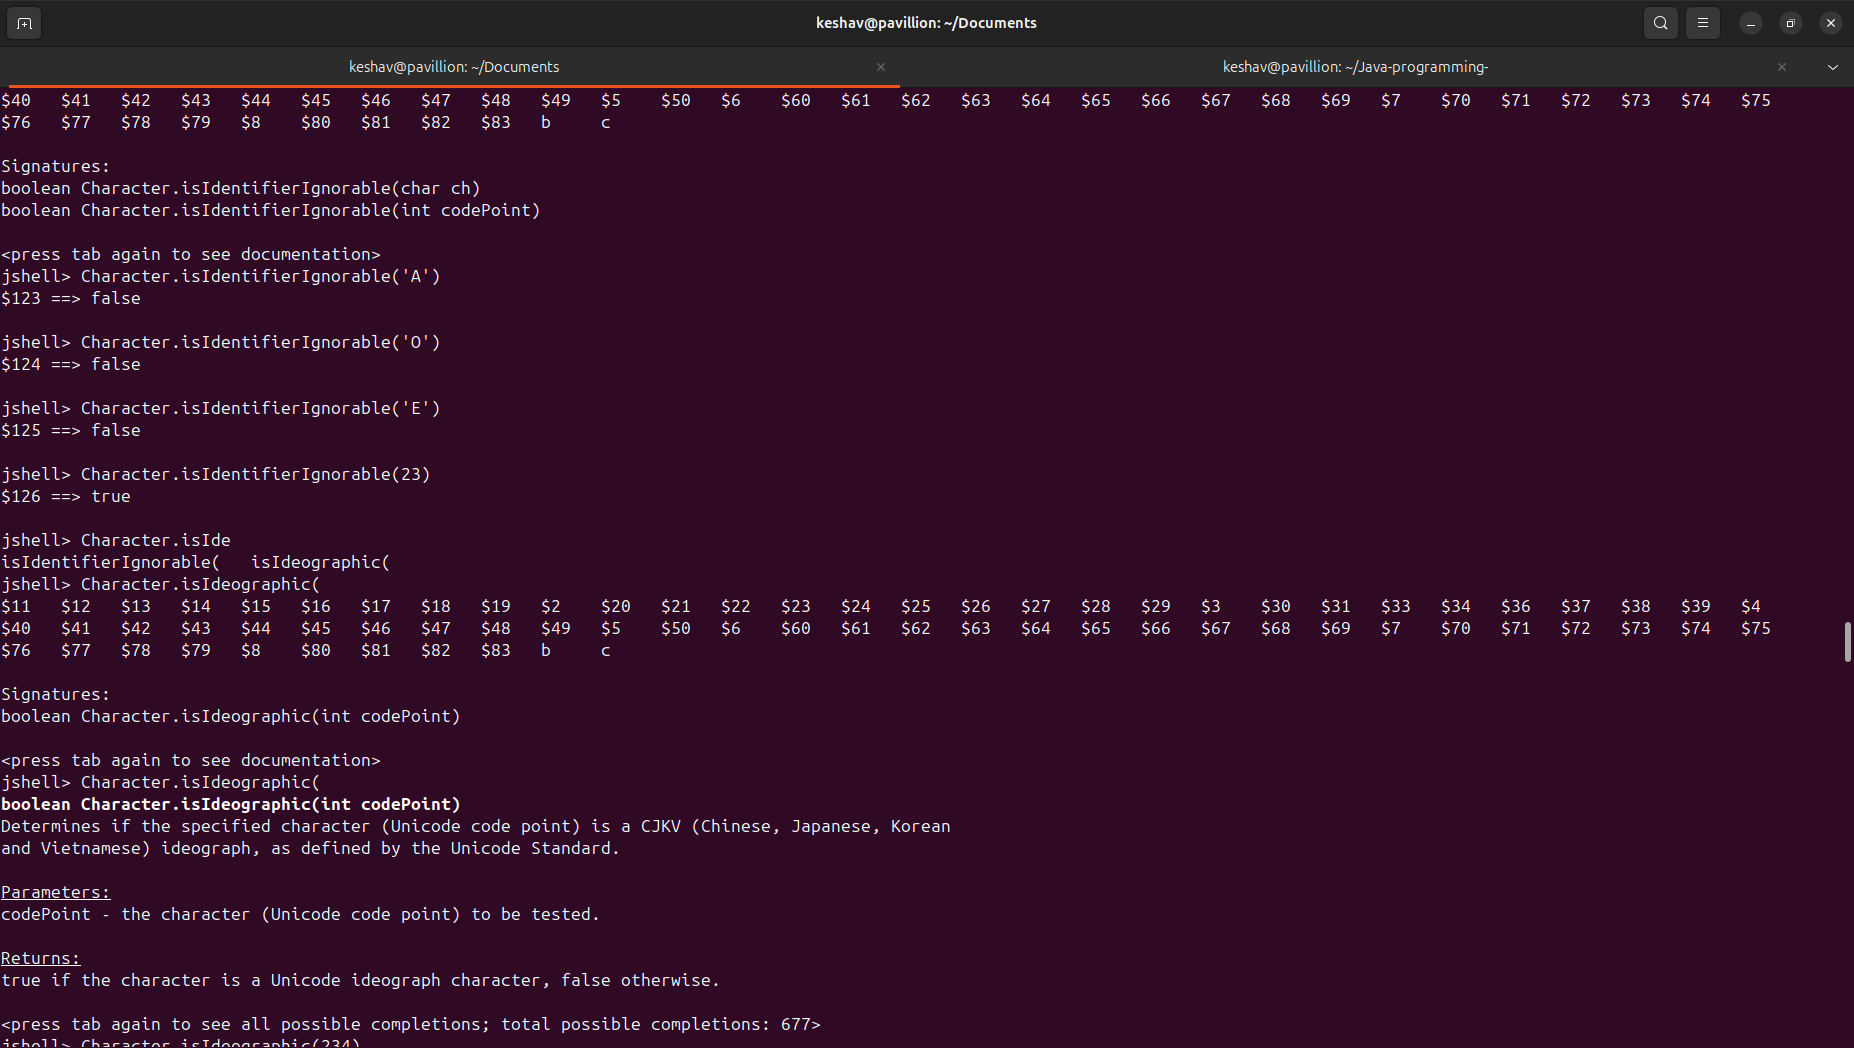 keshav@pavillion: ~/Documents
keshav@pavillion: ~/Documents
keshav@pavillion: ~/Java-programming-
$40 $41 $42 $43 $44 $45 $46 $47 $48 $49 $5 $50 $6 $60 $61 $62 $63 $64 $65 $66 $67 $68 $69 $7 $70 $71 $72 $73 $74 $75
$76 $77 $78 $79 $8 $80 $81 $82 $83 b c
Signatures:
boolean Character.isIdentifierIgnorable(char ch)
boolean Character.isIdentifierIgnorable(int codePoint)
<press tab again to see documentation>
jshell> Character.isIdentifierIgnorable('A')
$123 ==> false
jshell> Character.isIdentifierIgnorable('O')
$124 ==> false
jshell> Character.isIdentifierIgnorable('E')
$125 ==> false
jshell> Character.isIdentifierIgnorable(23)
$126 ==> true
jshell> Character.isIde
isIdentifierIgnorable( isIdeographic(
jshell> Character.isIdeographic(
$11 $12 $13 $14 $15 $16 $17 $18 $19 $2 $20 $21 $22 $23 $24 $25 $26 $27 $28 $29 $3 $30 $31 $33 $34 $36 $37 $38 $39 $4
$40 $41 $42 $43 $44 $45 $46 $47 $48 $49 $5 $50 $6 $60 $61 $62 $63 $64 $65 $66 $67 $68 $69 $7 $70 $71 $72 $73 $74 $75
$76 $77 $78 $79 $8 $80 $81 $82 $83 b c
Signatures:
boolean Character.isIdeographic(int codePoint)
<press tab again to see documentation>
jshell> Character.isIdeographic(
boolean Character.isIdeographic(int codePoint)
Determines if the specified character (Unicode code point) is a CJKV (Chinese, Japanese, Korean
and Vietnamese) ideograph, as defined by the Unicode Standard.
Parameters:
codePoint - the character (Unicode code point) to be tested.
Returns:
true if the character is a Unicode ideograph character, false otherwise.
<press tab again to see all possible completions; total possible completions: 677>
jshell> Character.isIdeographic(234)